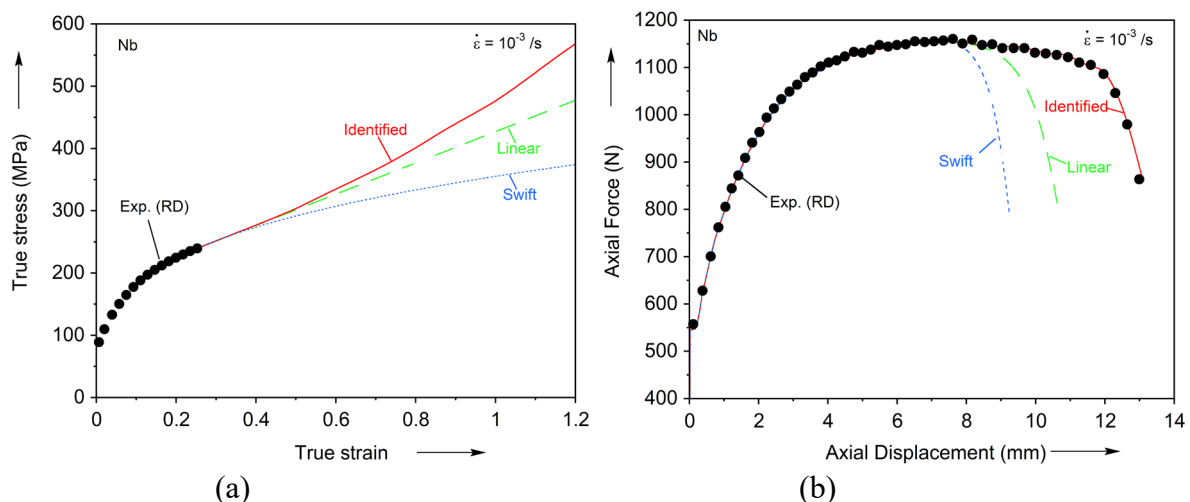 600
500
400
300
200
100
0
True stress (MPa)
Nb
ε̇ = 10⁻³ /s
Identified
Linear
Swift
Exp. (RD)
0
0.2
0.4
0.6
0.8
1
1.2
True strain
(a)
1200
1100
1000
900
800
700
600
500
400
Axial Force (N)
Nb
ε̇ = 10⁻³ /s
Identified
Swift
Linear
Exp. (RD)
0
2
4
6
8
10
12
14
Axial Displacement (mm)
(b)